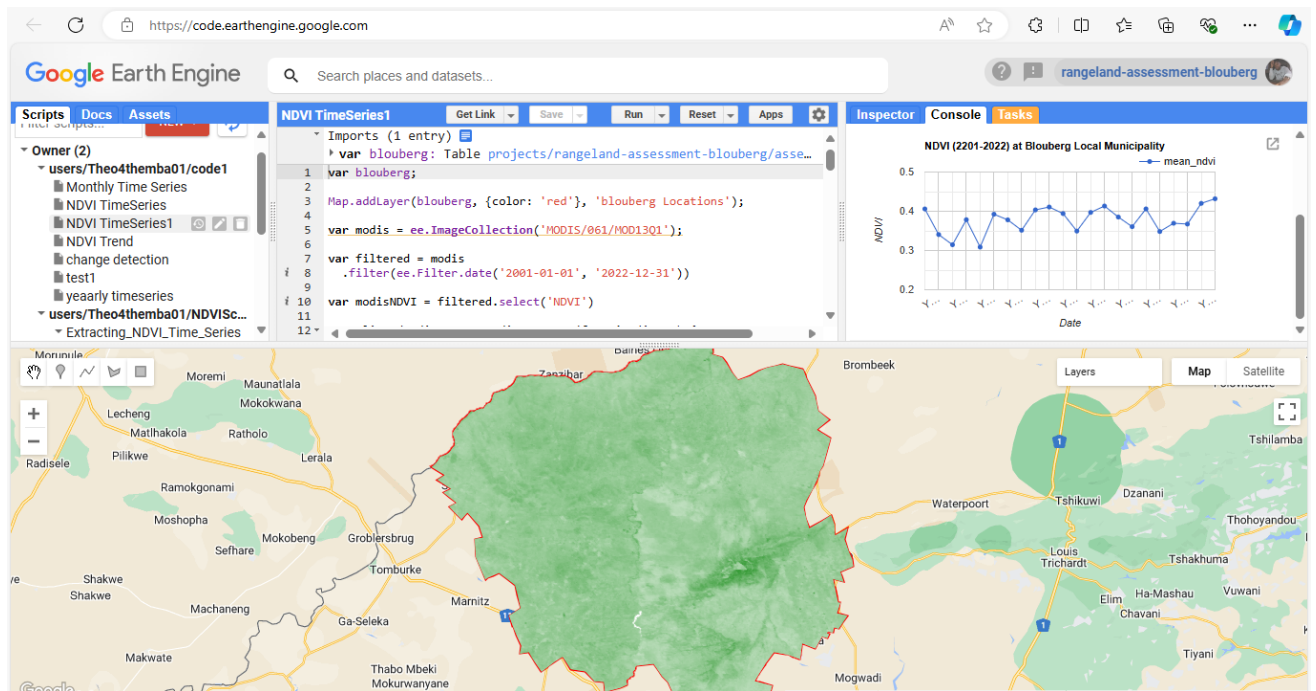 https://code.earthengine.google.com
Google Earth Engine
Search places and datasets...
rangeland-assessment-blouberg
Scripts Docs Assets
Owner (2)
users/Theo4themba01/code1
Monthly Time Series
NDVI TimeSeries
NDVI TimeSeries1
NDVI Trend
change detection
test1
yeaarly timeseries
users/Theo4themba01/NDVISc...
Extracting_NDVI_Time_Series
NDVI TimeSeries1
Get Link Save Run Reset Apps
Imports (1 entry)
var blouberg: Table projects/rangeland-assessment-blouberg/asse…
1 var blouberg;
2
3 Map.addLayer(blouberg, {color: 'red'}, 'blouberg Locations');
4
5 var modis = ee.ImageCollection('MODIS/061/MOD13Q1');
6
7 var filtered = modis
i 8 .filter(ee.Filter.date('2001-01-01', '2022-12-31'))
9
i 10 var modisNDVI = filtered.select('NDVI')
11
12
Inspector Console Tasks
NDVI (2201-2022) at Blouberg Local Municipality
mean_ndvi
0.5
0.4
0.3
0.2
NDVI
Y… Y… Y… Y… Y… Y… Y… Y… Y… Y… Y…
Date
Layers
Map Satellite
Morupule
Zanzibar
Brombeek
Moremi
Maunatlala
Mokokwana
Lecheng
Matlhakola
Ratholo
Pilikwe
Radisele
Lerala
Ramokgonami
Moshopha
Mokobeng
Sefhare
Groblersbrug
Tomburke
Shakwe
Shakwe
Machaneng
Marnitz
11
Ga-Seleka
Makwate
Thabo Mbeki
Mokurwanyane
Mogwadi
1
Tshilamba
Waterpoort
Tshikuwi
Dzanani
Thohoyandou
Louis
Trichardt
Tshakhuma
Elim
Ha-Mashau
Vuwani
Chavani
1
Tiyani
Google